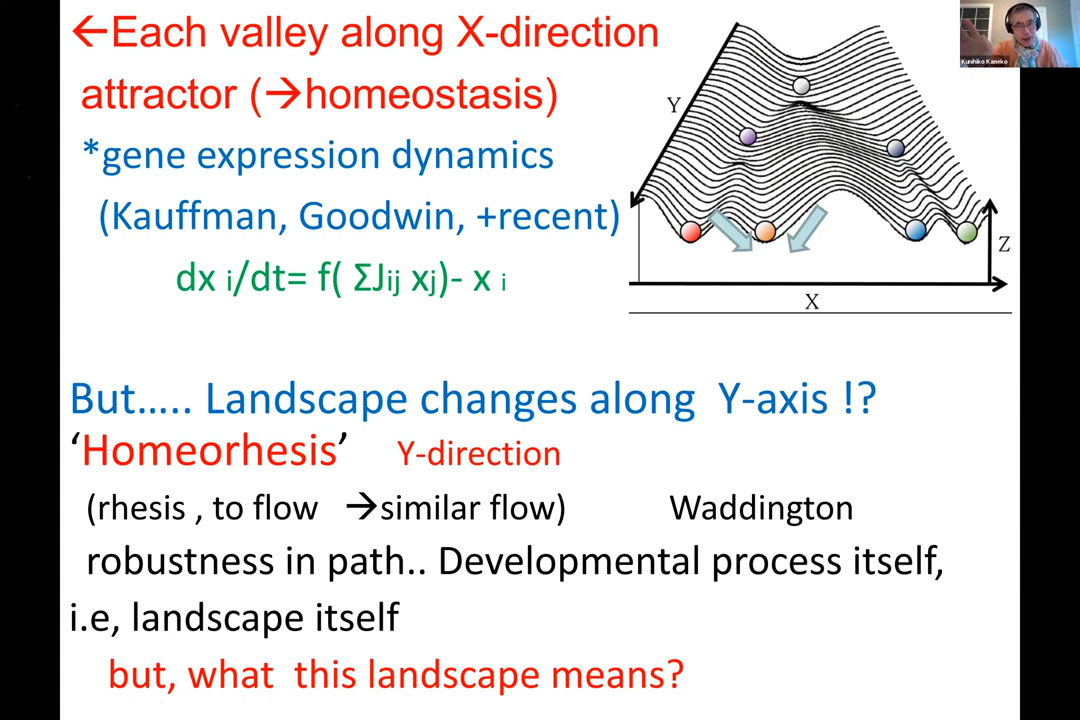 ←Each valley along X-direction
attractor (→homeostasis)
*gene expression dynamics
(Kauffman, Goodwin, +recent)
dx i/dt= f( ΣJij xj)- x i
Y
Z
X
Kunihiko Kaneko
But….. Landscape changes along Y-axis !?
‘Homeorhesis’ Y-direction
(rhesis , to flow →similar flow) Waddington
robustness in path.. Developmental process itself,
i.e, landscape itself
but, what this landscape means?